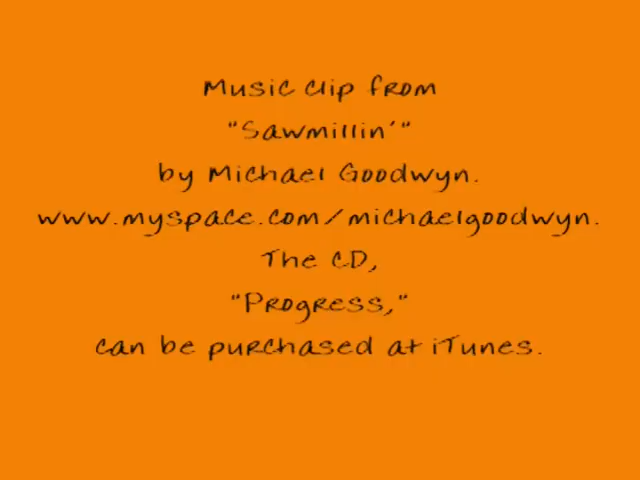 Music clip from
"Sawmillin'"
by Michael Goodwyn.
www.myspace.com/michaelgoodwyn.
The CD,
"Progress,"
can be purchased at iTunes.